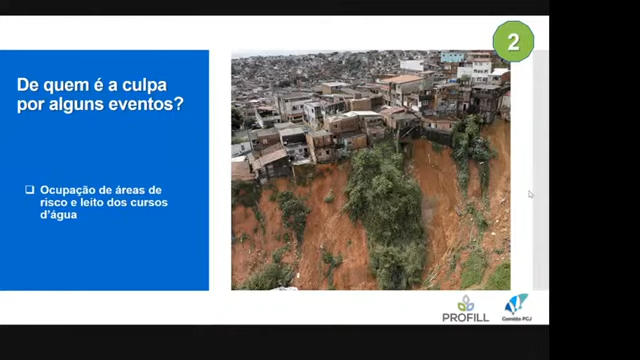 2
De quem é a culpa
por alguns eventos?
Ocupação de áreas de
risco e leito dos cursos
d'água
PROFILL
Comitês PCJ